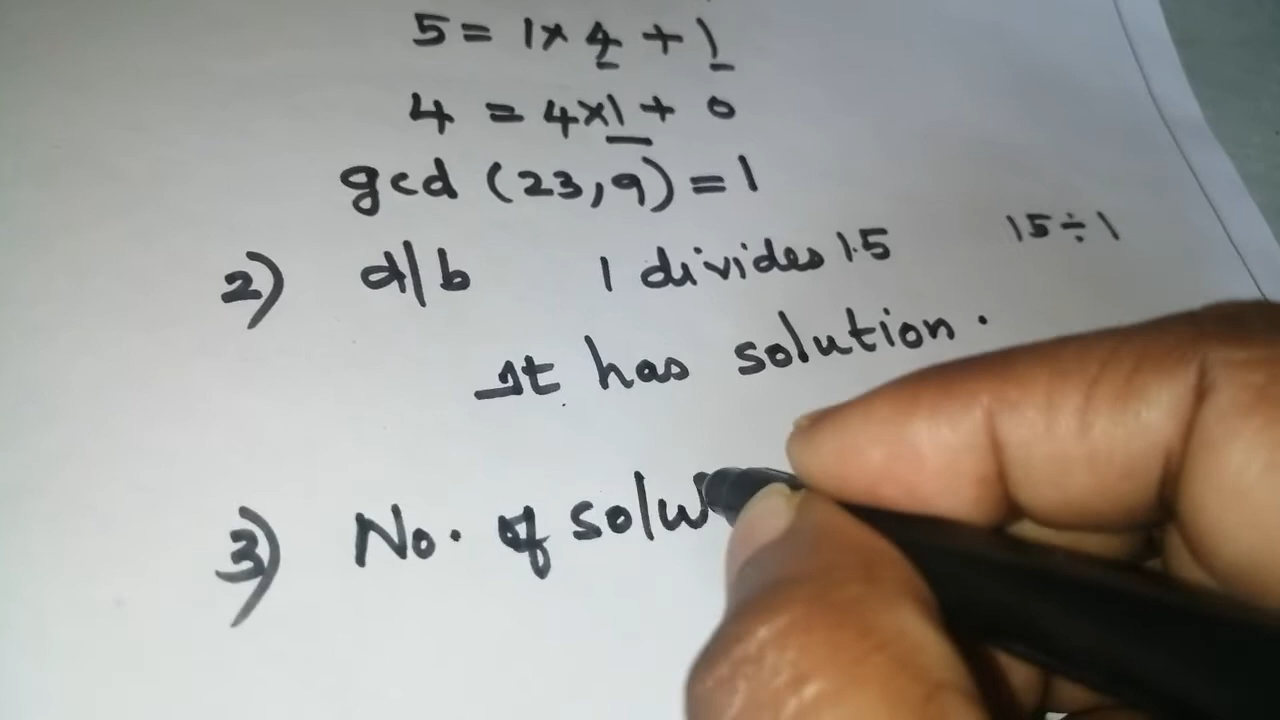 5 = 1 × 4 + 1
4 = 4×1 + 0
gcd (23,9) = 1
2) d/b 1 divides 15 15÷1
It has solution.
3) No. of solu